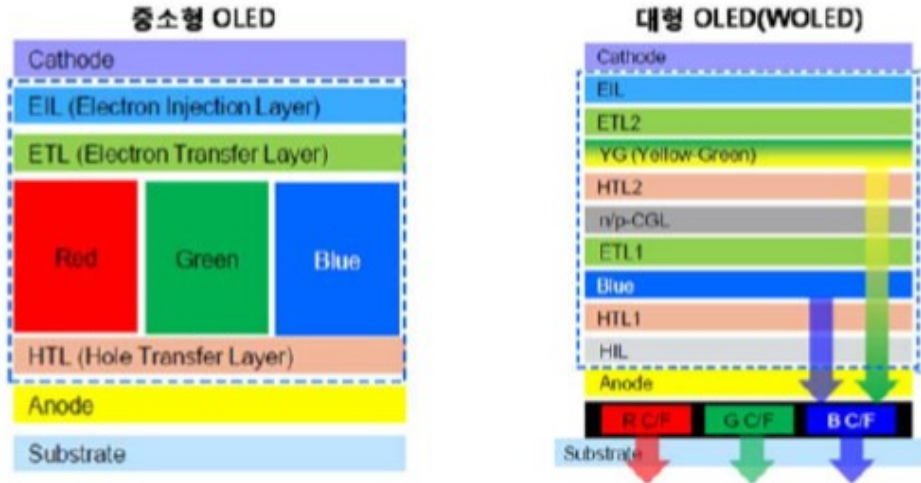 중소형 OLED
Cathode
EIL (Electron Injection Layer)
ETL (Electron Transfer Layer)
Red Green Blue
HTL (Hole Transfer Layer)
Anode
Substrate
대형 OLED(WOLED)
Cathode
EIL
ETL2
YG (Yellow-Green)
HTL2
n/p-CGL
ETL1
Blue
HTL1
HIL
Anode
R C/F G C/F B C/F
Substrate